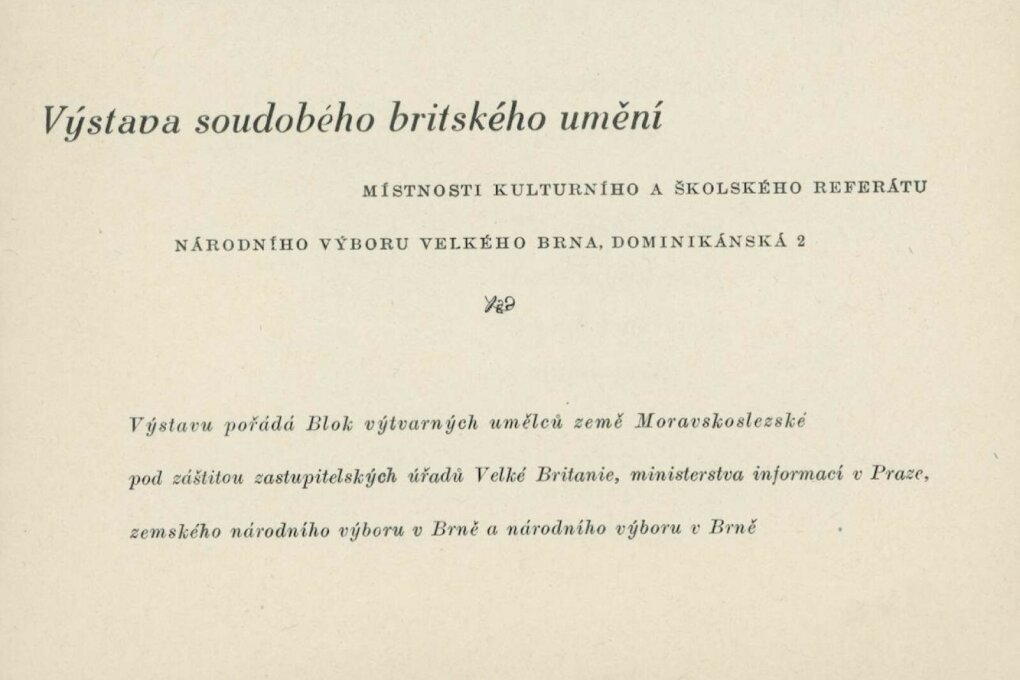 Výstava soudobého britského umění
MÍSTNOSTI KULTURNÍHO A ŠKOLSKÉHO REFERÁTU
NÁRODNÍHO VÝBORU VELKÉHO BRNA, DOMINIKÁNSKÁ 2
Výstavu pořádá Blok výtvarných umělců země Moravskoslezské
pod záštitou zastupitelských úřadů Velké Britanie, ministerstva informací v Praze,
zemského národního výboru v Brně a národního výboru v Brně